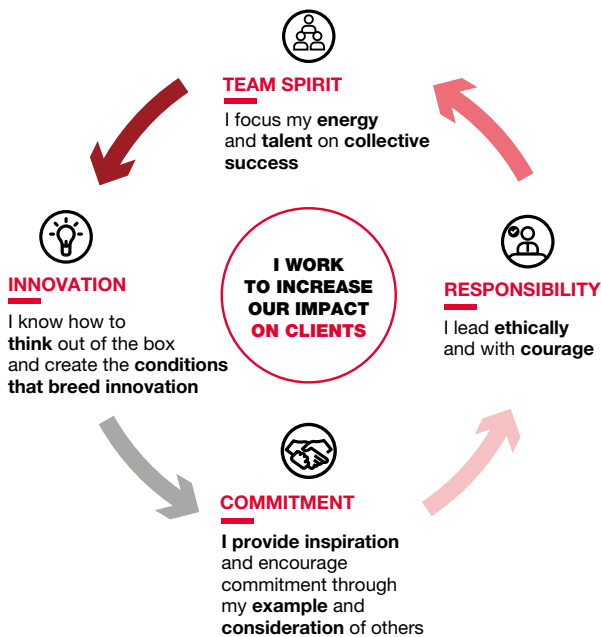 TEAM SPIRIT
I focus my energy
and talent on collective
success
INNOVATION
I know how to
think out of the box
and create the conditions
that breed innovation
I WORK
TO INCREASE
OUR IMPACT
ON CLIENTS
RESPONSIBILITY
I lead ethically
and with courage
COMMITMENT
I provide inspiration
and encourage
commitment through
my example and
consideration of others